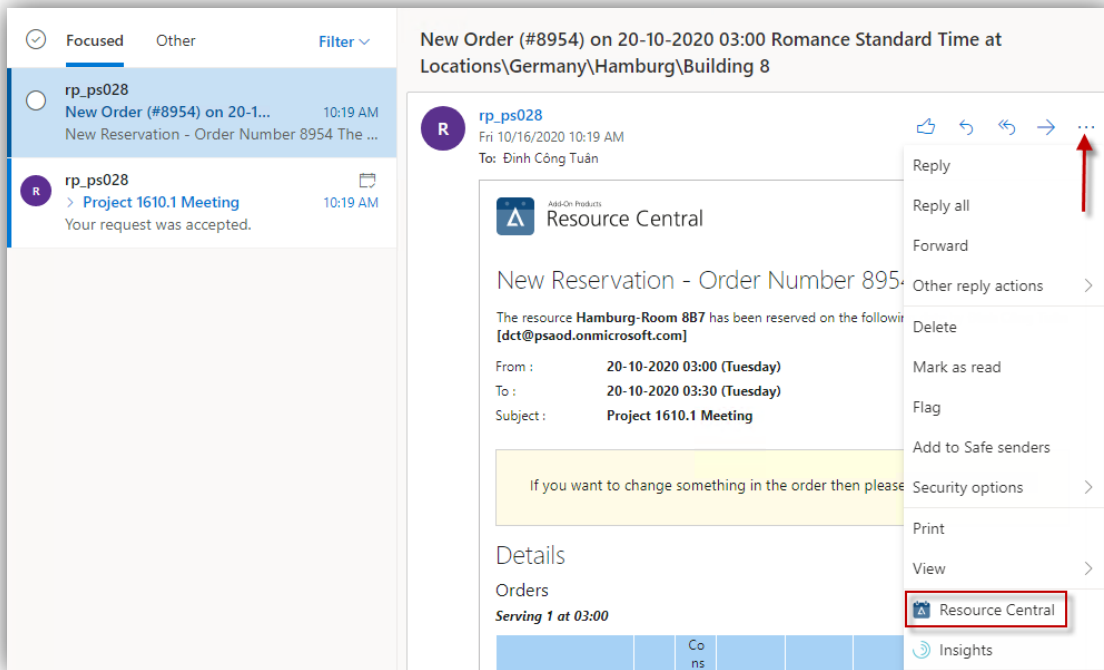 Focused Other Filter
rp_ps028
New Order (#8954) on 20-1... 10:19 AM
New Reservation - Order Number 8954 The ...
R
rp_ps028
Project 1610.1 Meeting 10:19 AM
Your request was accepted.
New Order (#8954) on 20-10-2020 03:00 Romance Standard Time at
Locations\Germany\Hamburg\Building 8
R
rp_ps028
Fri 10/16/2020 10:19 AM
To: Đinh Công Tuấn
Add-On Products
Resource Central
New Reservation - Order Number 895
The resource Hamburg-Room 8B7 has been reserved on the followin
[dct@psaod.onmicrosoft.com]
From : 20-10-2020 03:00 (Tuesday)
To : 20-10-2020 03:30 (Tuesday)
Subject : Project 1610.1 Meeting
If you want to change something in the order then please
Details
Orders
Serving 1 at 03:00
Co
ns
Reply
Reply all
Forward
Other reply actions
Delete
Mark as read
Flag
Add to Safe senders
Security options
Print
View
Resource Central
Insights